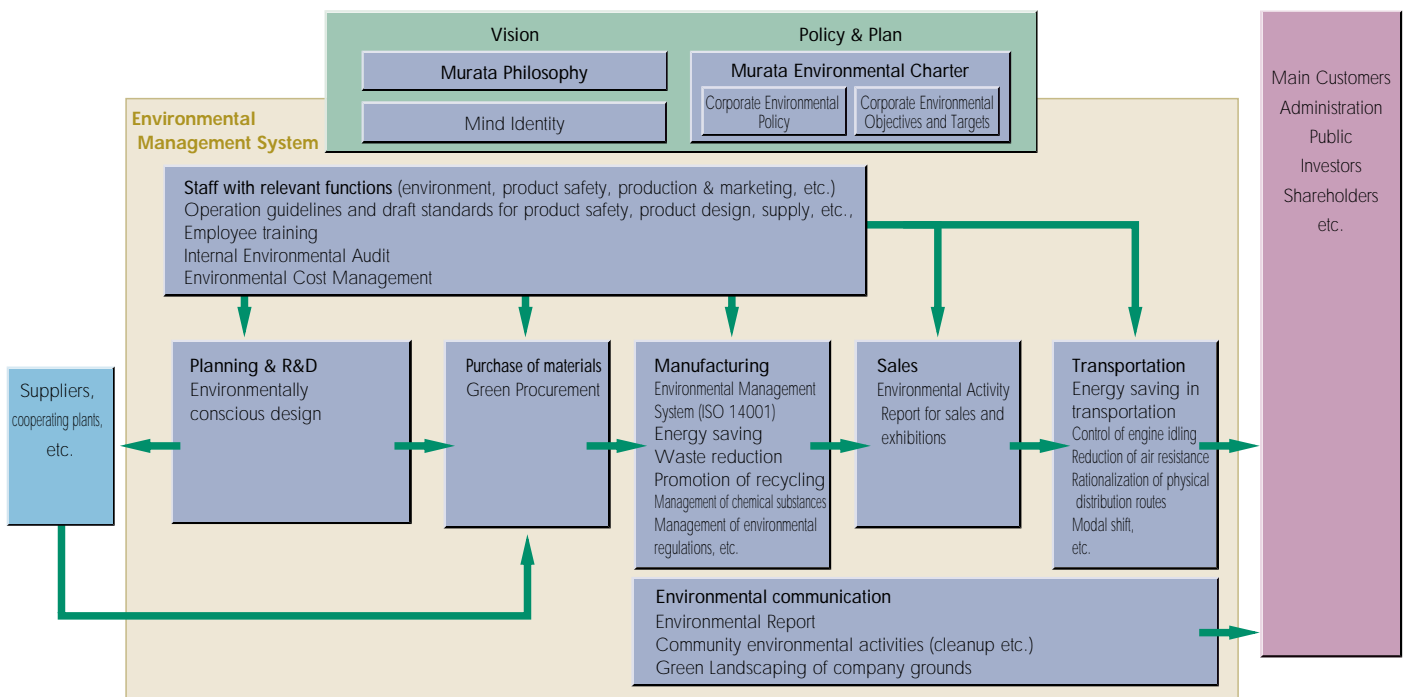 Vision
Policy & Plan
Murata Philosophy
Mind Identity
Murata Environmental Charter
Corporate Environmental
Policy
Corporate Environmental
Objectives and Targets
Environmental
Management System
Staff with relevant functions (environment, product safety, production & marketing, etc.)
Operation guidelines and draft standards for product safety, product design, supply, etc.,
Employee training
Internal Environmental Audit
Environmental Cost Management
Suppliers,
cooperating plants,
etc.
Planning & R&D
Environmentally
conscious design
Purchase of materials
Green Procurement
Manufacturing
Environmental Management
System (ISO 14001)
Energy saving
Waste reduction
Promotion of recycling
Management of chemical substances
Management of environmental
regulations, etc.
Sales
Environmental Activity
Report for sales and
exhibitions
Transportation
Energy saving in
transportation
Control of engine idling
Reduction of air resistance
Rationalization of physical
distribution routes
Modal shift,
etc.
Environmental communication
Environmental Report
Community environmental activities (cleanup etc.)
Green Landscaping of company grounds
Main Customers
Administration
Public
Investors
Shareholders
etc.